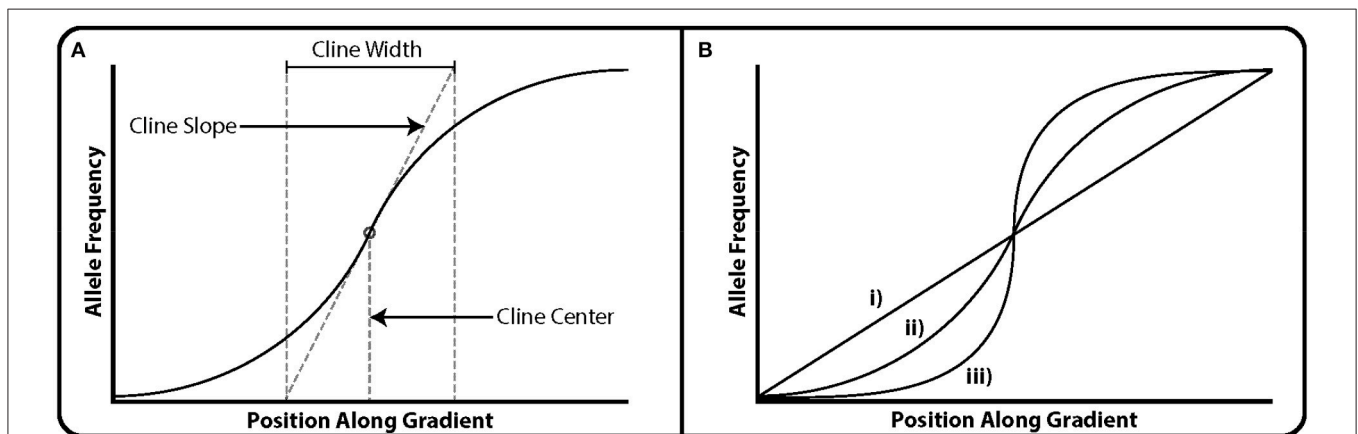 A
Cline Width
Cline Slope
Cline Center
Allele Frequency
Position Along Gradient
B
i)
ii)
iii)
Allele Frequency
Position Along Gradient